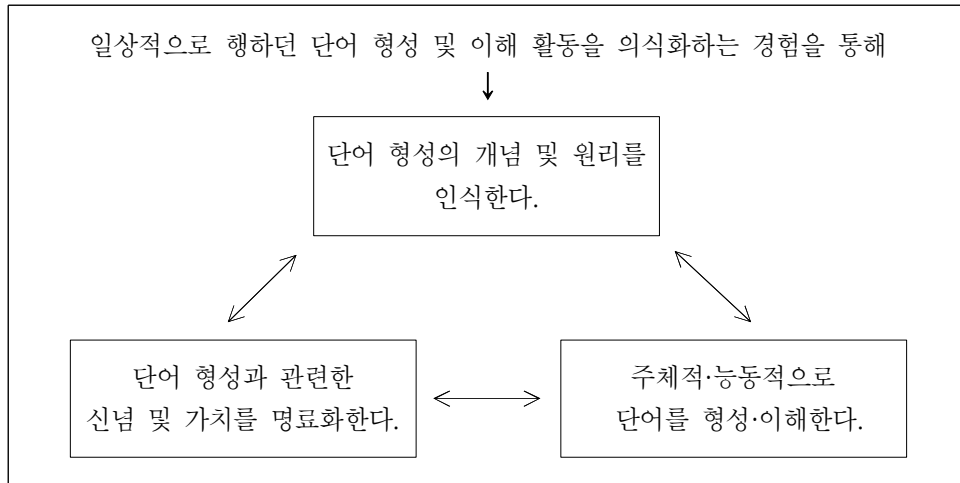 일상적으로 행하던 단어 형성 및 이해 활동을 의식화하는 경험을 통해
단어 형성의 개념 및 원리를
인식한다.
단어 형성과 관련한
신념 및 가치를 명료화한다.
주체적·능동적으로
단어를 형성·이해한다.